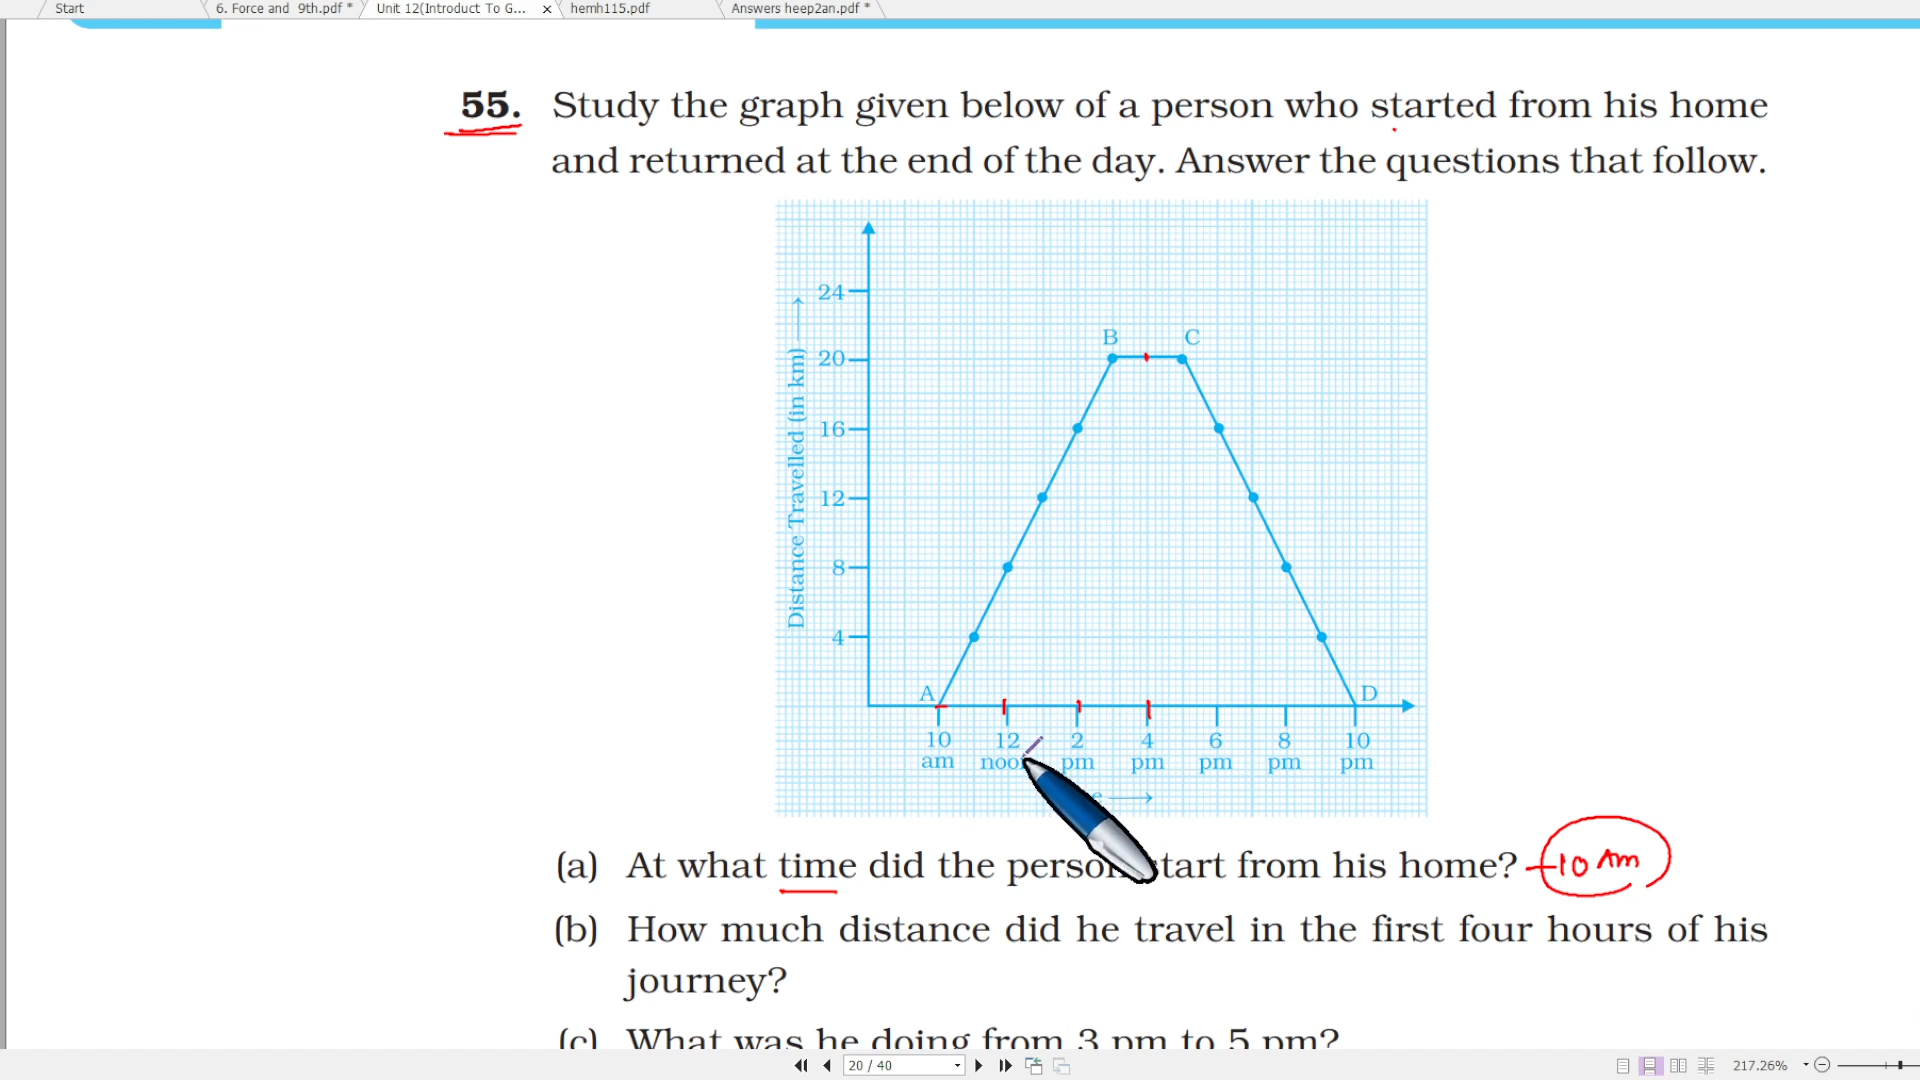 Start
6. Force and 9th.pdf *
Unit 12(Introduct To G... x
hemh115.pdf
Answers heep2an.pdf *
55. Study the graph given below of a person who started from his home
and returned at the end of the day. Answer the questions that follow.
Distance Travelled (in km)
24
20
16
12
8
4
B C
A D
10 12 2 4 6 8 10
am pm pm pm pm pm
(a) At what time did the person start from his home? 10 Am
(b) How much distance did he travel in the first four hours of his
journey?
(c) What was he doing from 3 pm to 5 pm?
20 / 40
217.26%